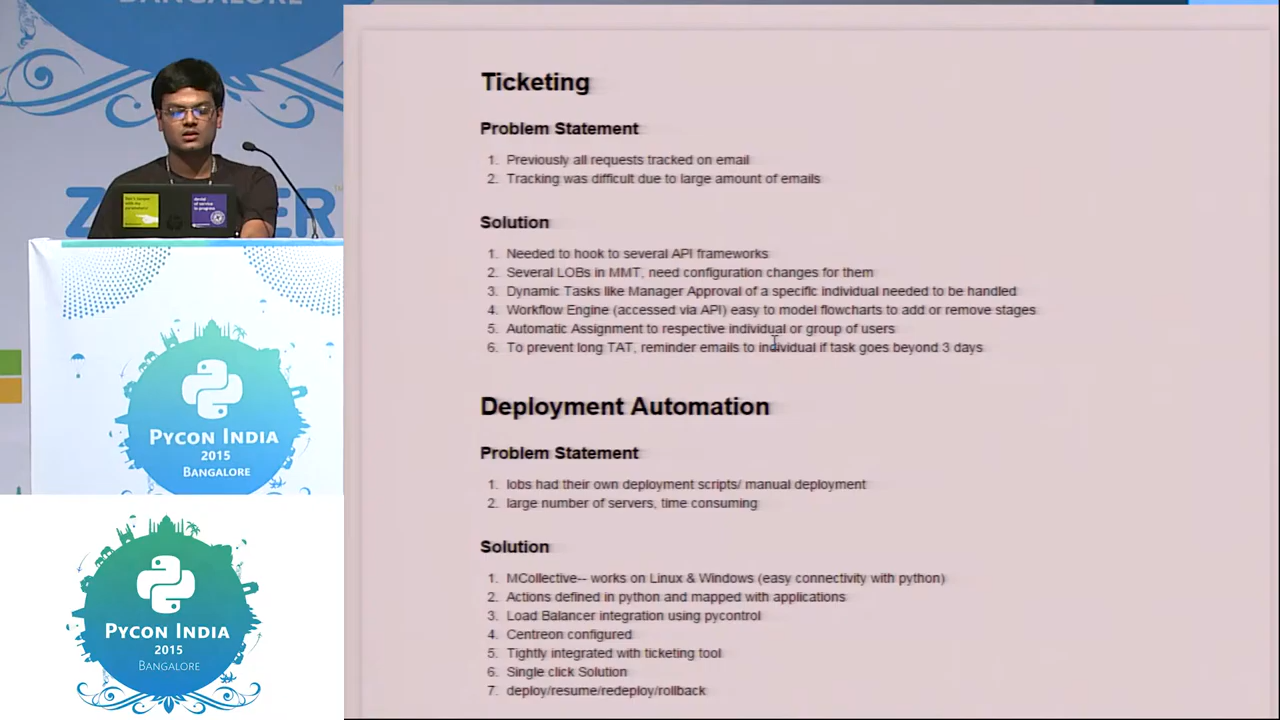 BANGALORE
Ticketing
Problem Statement
1. Previously all requests tracked on email
2. Tracking was difficult due to large amount of emails
Solution
1. Needed to hook to several API frameworks
2. Several LOBs in MMT, need configuration changes for them
3. Dynamic Tasks like Manager Approval of a specific individual needed to be handled
4. Workflow Engine (accessed via API) easy to model flowcharts to add or remove stages
5. Automatic Assignment to respective individual or group of users
6. To prevent long TAT, reminder emails to individual if task goes beyond 3 days
Deployment Automation
Problem Statement
1. lobs had their own deployment scripts/ manual deployment
2. large number of servers, time consuming
Solution
1. MCollective-- works on Linux & Windows (easy connectivity with python)
2. Actions defined in python and mapped with applications
3. Load Balancer integration using pycontrol
4. Centreon configured
5. Tightly integrated with ticketing tool
6. Single click Solution
7. deploy/resume/redeploy/rollback
PYCON INDIA
2015
BANGALORE
PYCON INDIA
2015
BANGALORE